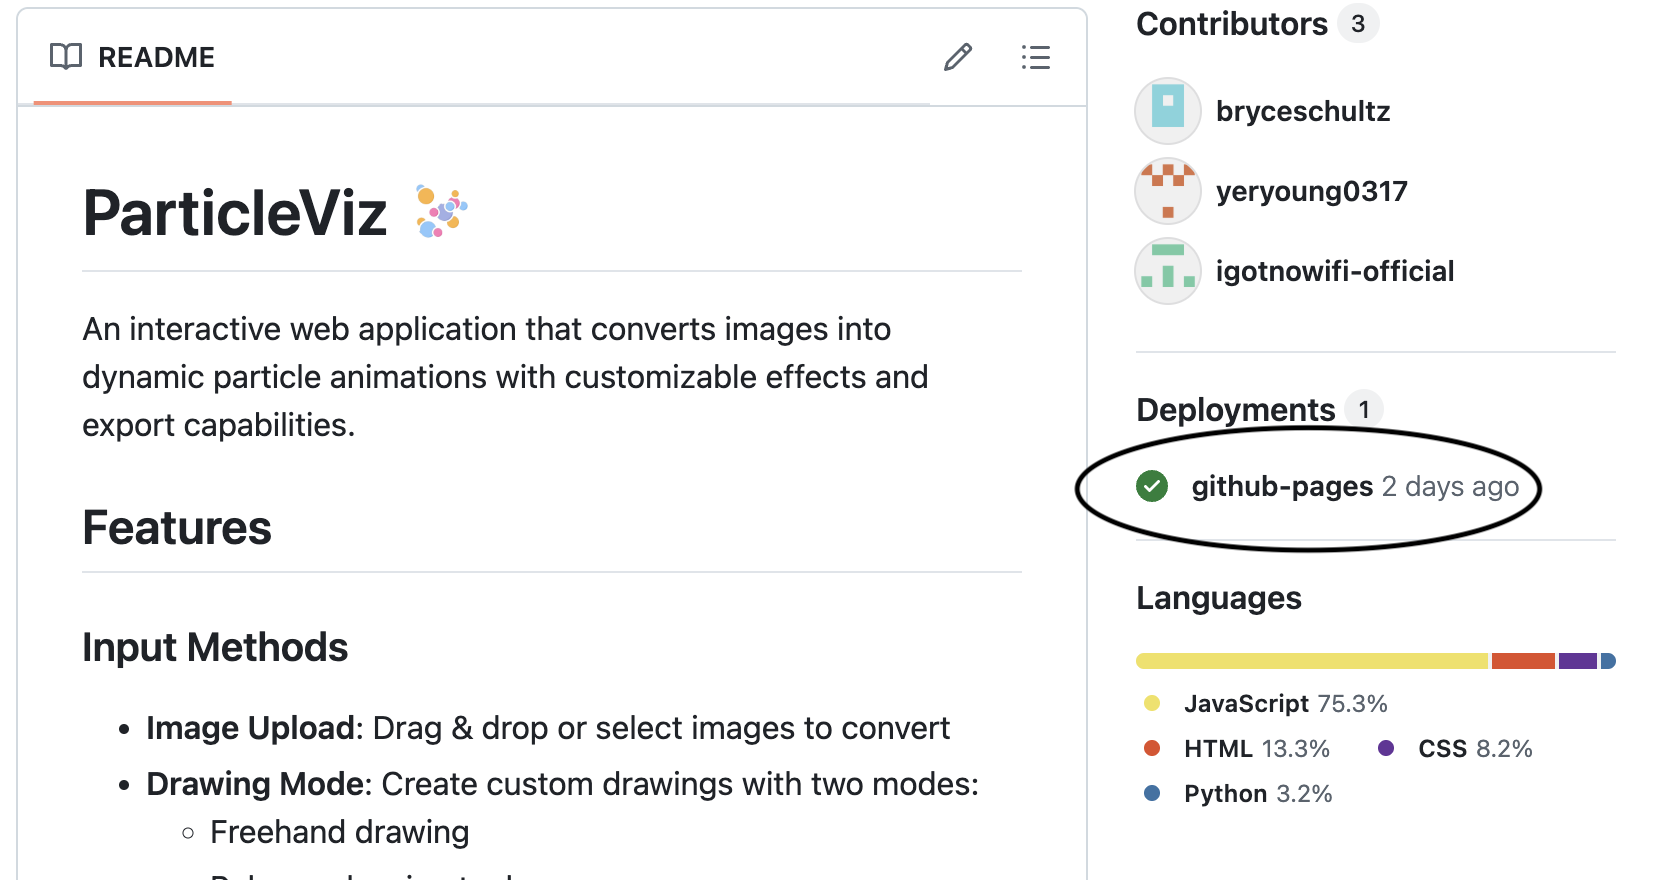 README
ParticleViz
An interactive web application that converts images into
dynamic particle animations with customizable effects and
export capabilities.
Features
Input Methods
• Image Upload: Drag & drop or select images to convert
• Drawing Mode: Create custom drawings with two modes:
◦ Freehand drawing
Contributors 3
bryceschultz
yeryoung0317
igotnowifi-official
Deployments 1
github-pages 2 days ago
Languages
JavaScript 75.3%
HTML 13.3% CSS 8.2%
Python 3.2%